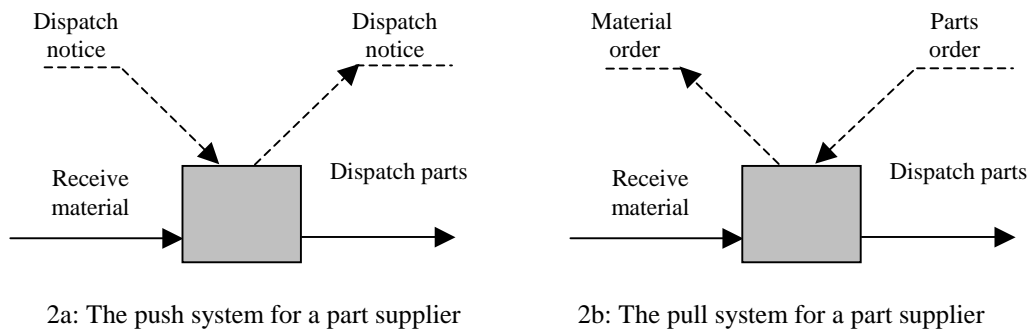 Dispatch
notice
Dispatch
notice
Receive
material
Dispatch parts
2a: The push system for a part supplier
Material
order
Parts
order
Receive
material
Dispatch parts
2b: The pull system for a part supplier